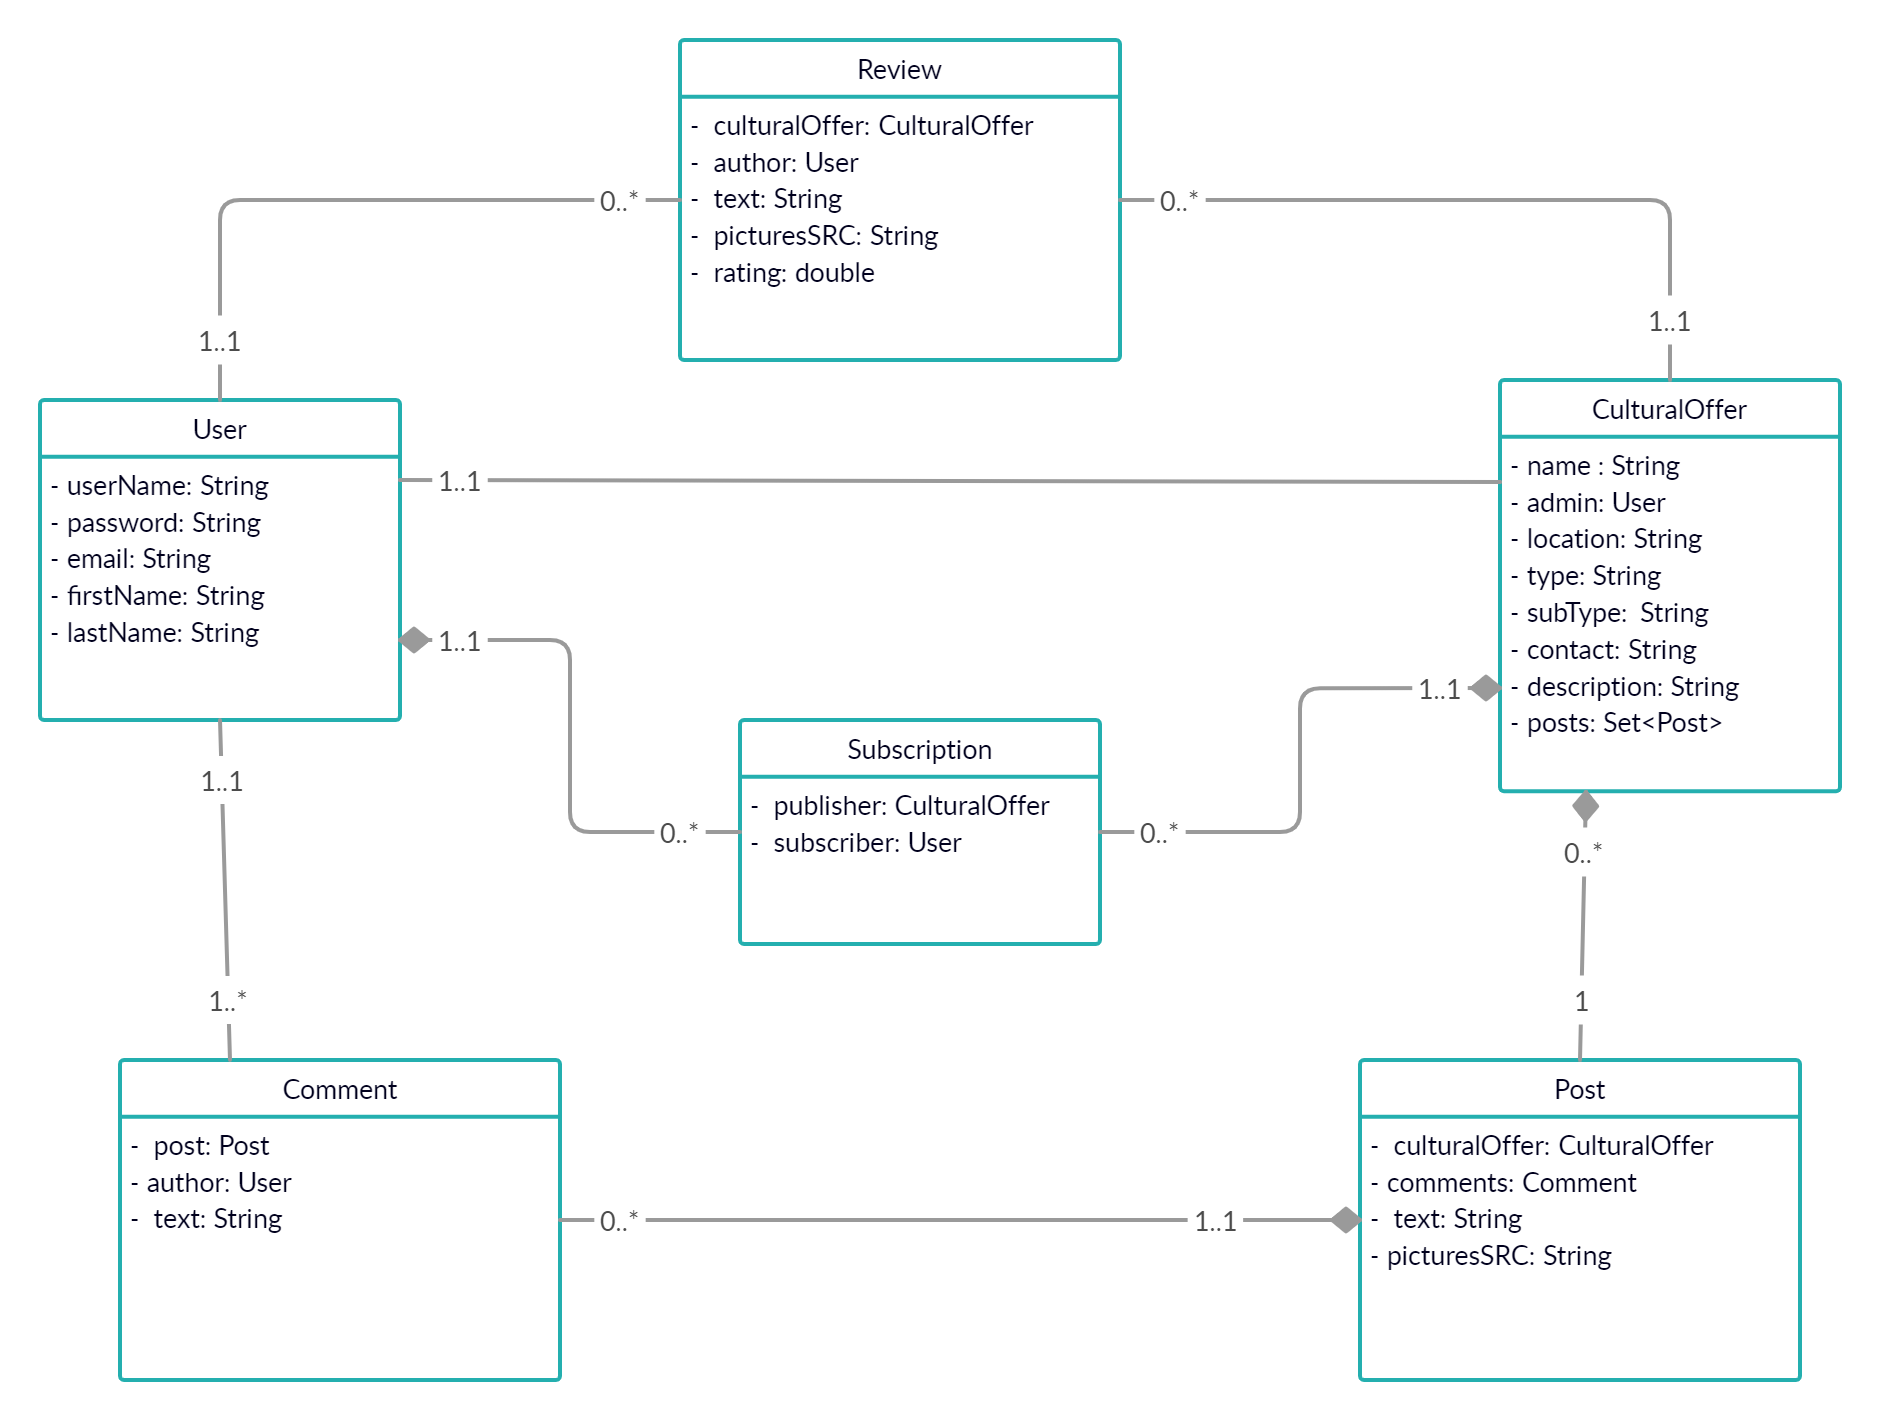 Review
- culturalOffer: CulturalOffer
- author: User
- text: String
- picturesSRC: String
- rating: double
0..*
0..*
1..1
1..1
User
- userName: String
- password: String
- email: String
- firstName: String
- lastName: String
1..1
CulturalOffer
- name : String
- admin: User
- location: String
- type: String
- subType:  String
- contact: String
- description: String
- posts: Set<Post>
1..1
1..1
Subscription
- publisher: CulturalOffer
- subscriber: User
0..*
0..*
1..1
0..*
1..*
1
Comment
- post: Post
- author: User
- text: String
0..*
1..1
Post
- culturalOffer: CulturalOffer
- comments: Comment
- text: String
- picturesSRC: String